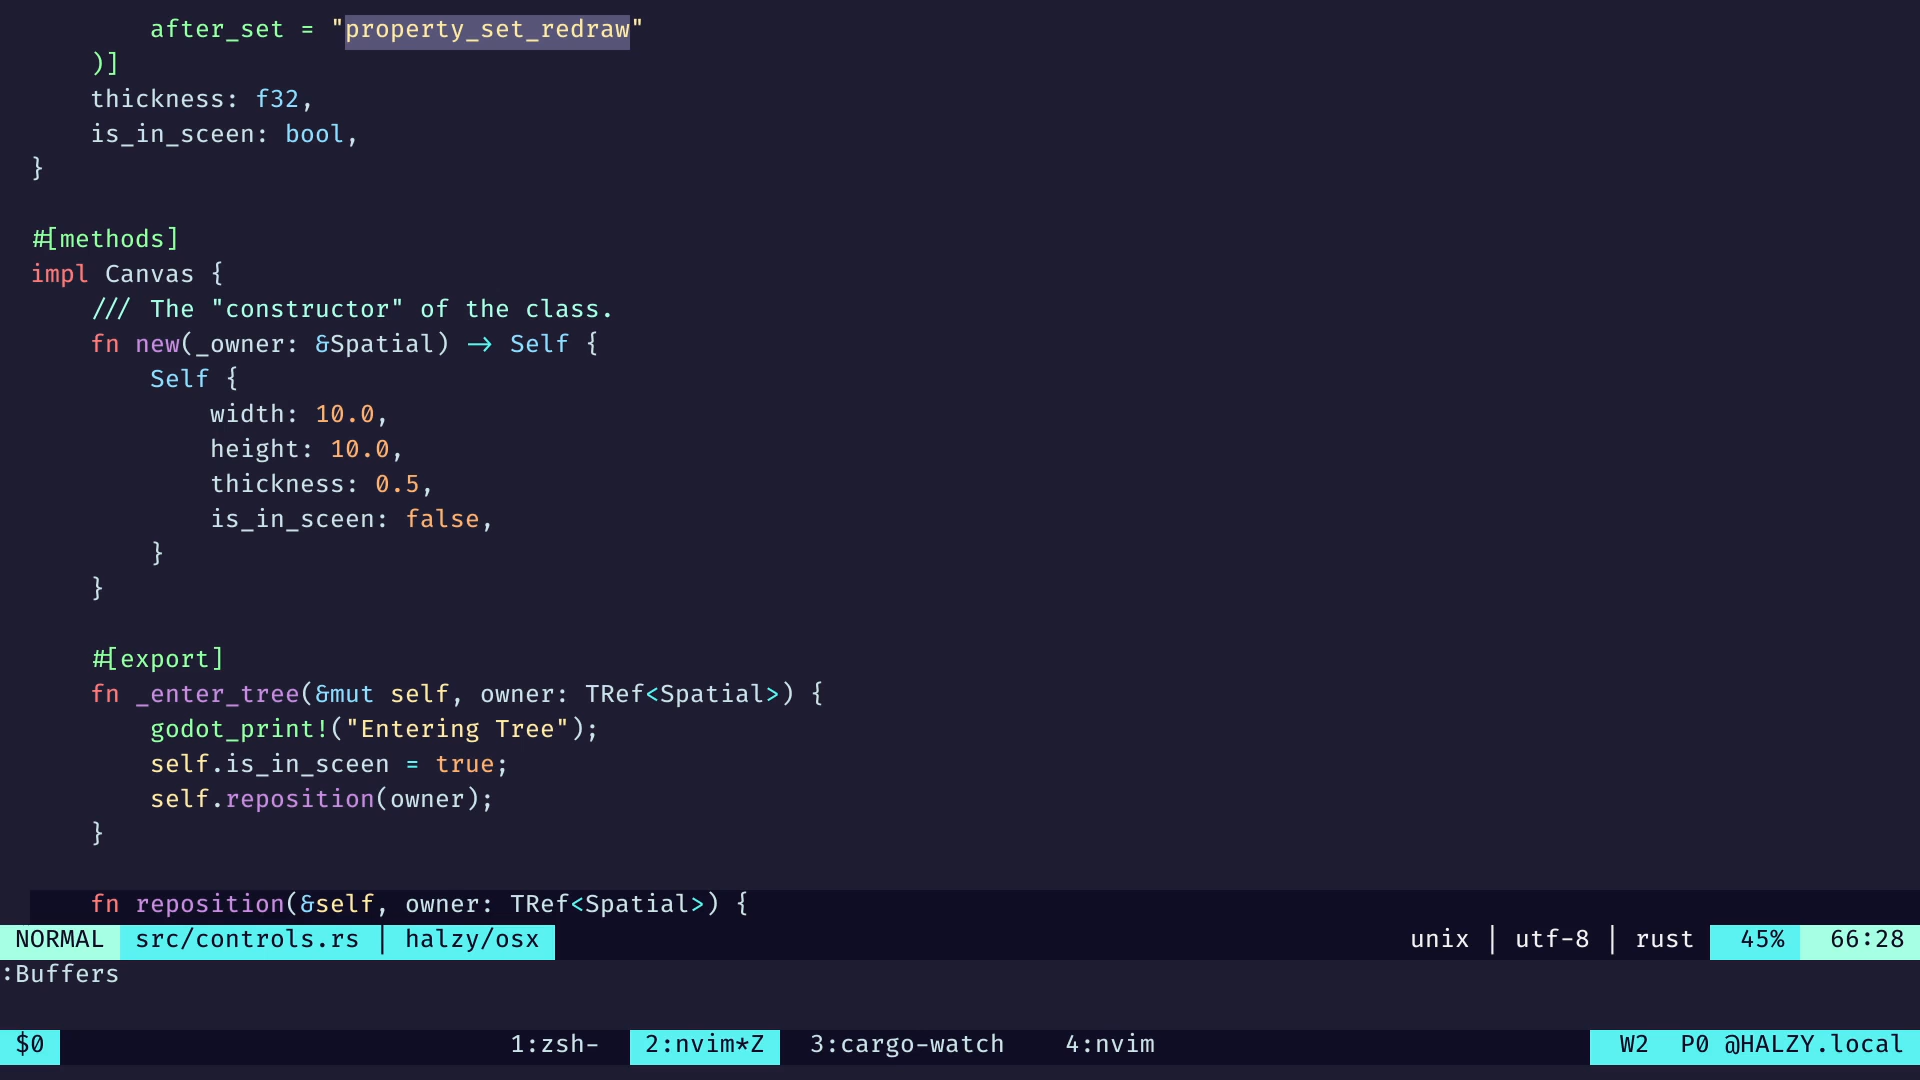 after_set = "property_set_redraw"
    )]
    thickness: f32,
    is_in_sceen: bool,
}

#[methods]
impl Canvas {
    /// The "constructor" of the class.
    fn new(_owner: &Spatial) -> Self {
        Self {
            width: 10.0,
            height: 10.0,
            thickness: 0.5,
            is_in_sceen: false,
        }
    }

    #[export]
    fn _enter_tree(&mut self, owner: TRef<Spatial>) {
        godot_print!("Entering Tree");
        self.is_in_sceen = true;
        self.reposition(owner);
    }

    fn reposition(&self, owner: TRef<Spatial>) {
NORMAL src/controls.rs | halzy/osx unix | utf-8 | rust 45% 66:28
:Buffers
$0 1:zsh- 2:nvim*Z 3:cargo-watch 4:nvim W2 P0 @HALZY.local